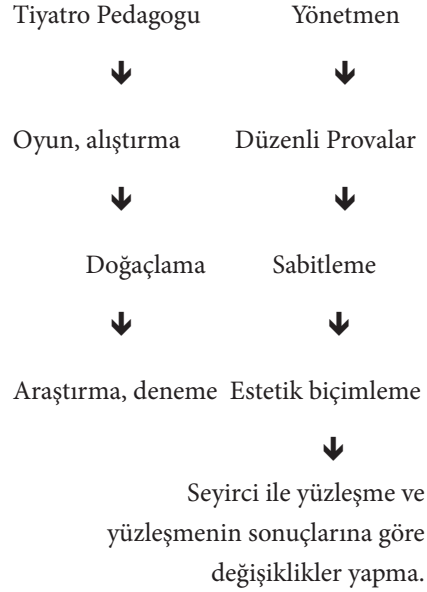 Tiyatro Pedagogu Yönetmen
Oyun, alıştırma Düzenli Provalar
Doğaçlama Sabitleme
Araştırma, deneme Estetik biçimleme
Seyirci ile yüzleşme ve
yüzleşmenin sonuçlarına göre
değişiklikler yapma.